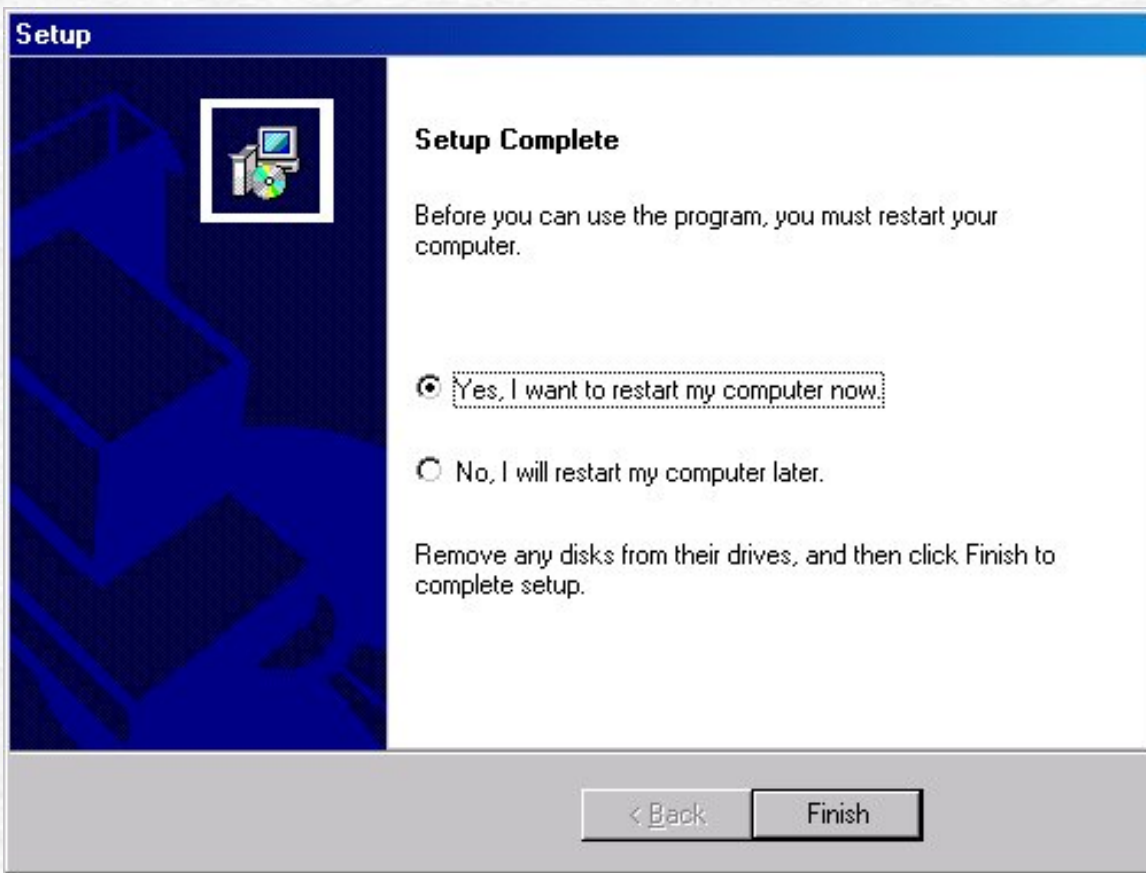 Setup
Setup Complete
Before you can use the program, you must restart your
computer.
Yes, I want to restart my computer now.
No, I will restart my computer later.
Remove any disks from their drives, and then click Finish to
complete setup.
< Back
Finish